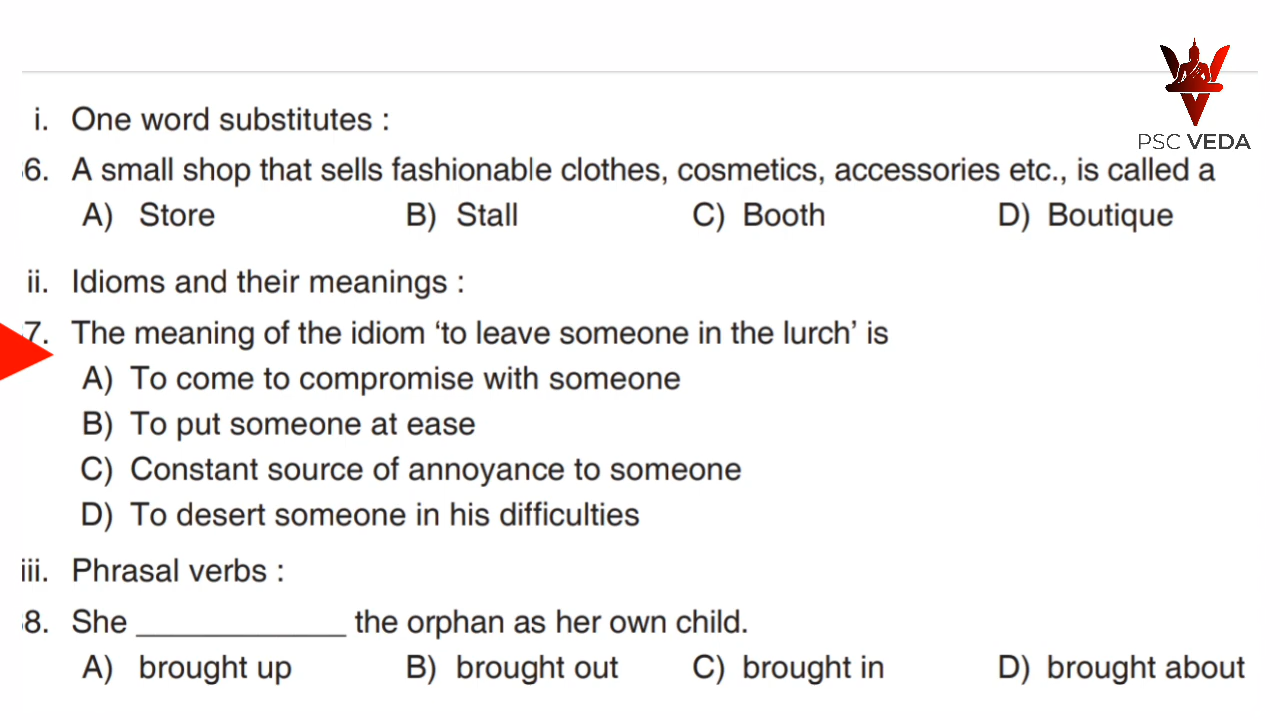 PSC VEDA
i. One word substitutes :
6. A small shop that sells fashionable clothes, cosmetics, accessories etc., is called a
A) Store B) Stall C) Booth D) Boutique
ii. Idioms and their meanings :
7. The meaning of the idiom ‘to leave someone in the lurch’ is
A) To come to compromise with someone
B) To put someone at ease
C) Constant source of annoyance to someone
D) To desert someone in his difficulties
iii. Phrasal verbs :
8. She _____________ the orphan as her own child.
A) brought up B) brought out C) brought in D) brought about